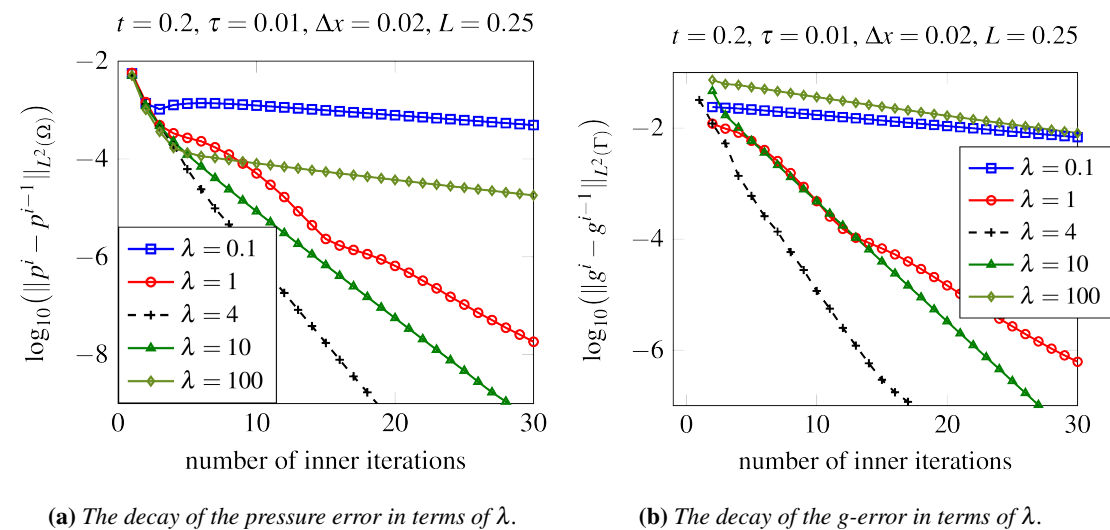 t = 0.2, τ = 0.01, Δx = 0.02, L = 0.25
−2
−4
−6
−8
0
10
20
30
log₁₀(||pⁱ − pⁱ⁻¹||_{L²(Ω)})
λ = 0.1
λ = 1
λ = 4
λ = 10
λ = 100
number of inner iterations
(a) The decay of the pressure error in terms of λ.
t = 0.2, τ = 0.01, Δx = 0.02, L = 0.25
−2
−4
−6
0
10
20
30
log₁₀(||gⁱ − gⁱ⁻¹||_{L²(Γ)})
λ = 0.1
λ = 1
λ = 4
λ = 10
λ = 100
number of inner iterations
(b) The decay of the g-error in terms of λ.